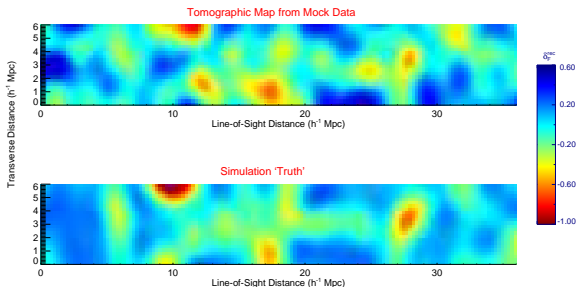 Tomographic Map from Mock Data
6
5
4
3
2
1
0
0 10 20 30
Line-of-Sight Distance (h⁻¹ Mpc)
Transverse Distance (h⁻¹ Mpc)
Simulation ‘Truth’
6
5
4
3
2
1
0
0 10 20 30
Line-of-Sight Distance (h⁻¹ Mpc)
0.60
0.20
-0.20
-0.60
-1.00